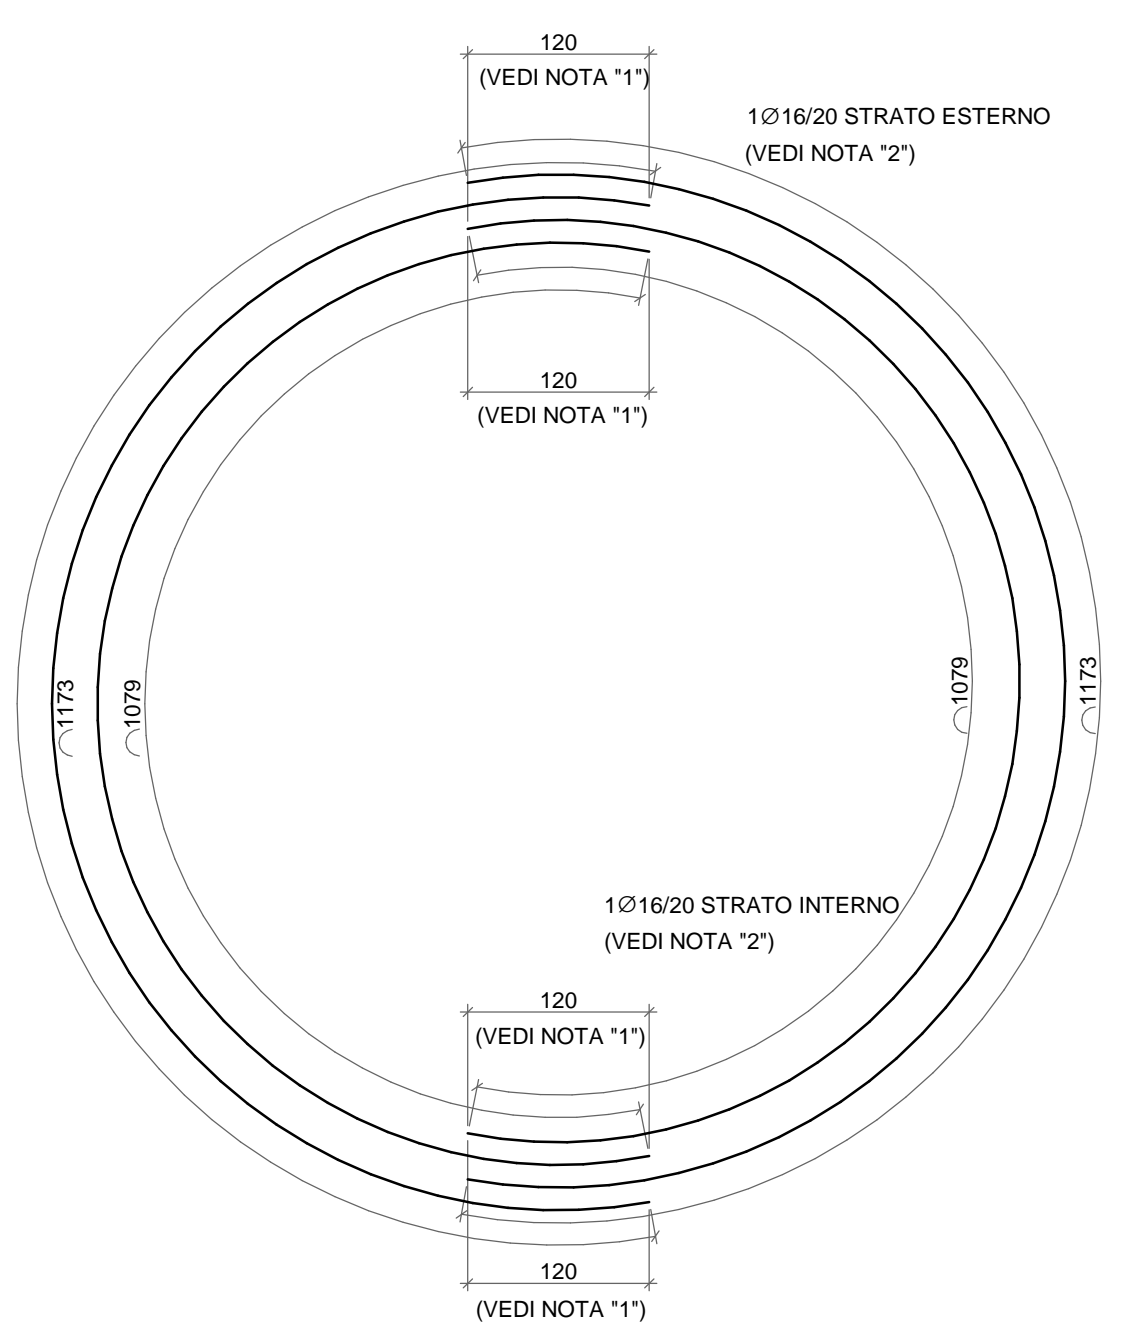 120
(VEDI NOTA "1")
1∅16/20 STRATO ESTERNO
(VEDI NOTA "2")
120
(VEDI NOTA "1")
1173
1079
1079
1173
1∅16/20 STRATO INTERNO
(VEDI NOTA "2")
120
(VEDI NOTA "1")
120
(VEDI NOTA "1")